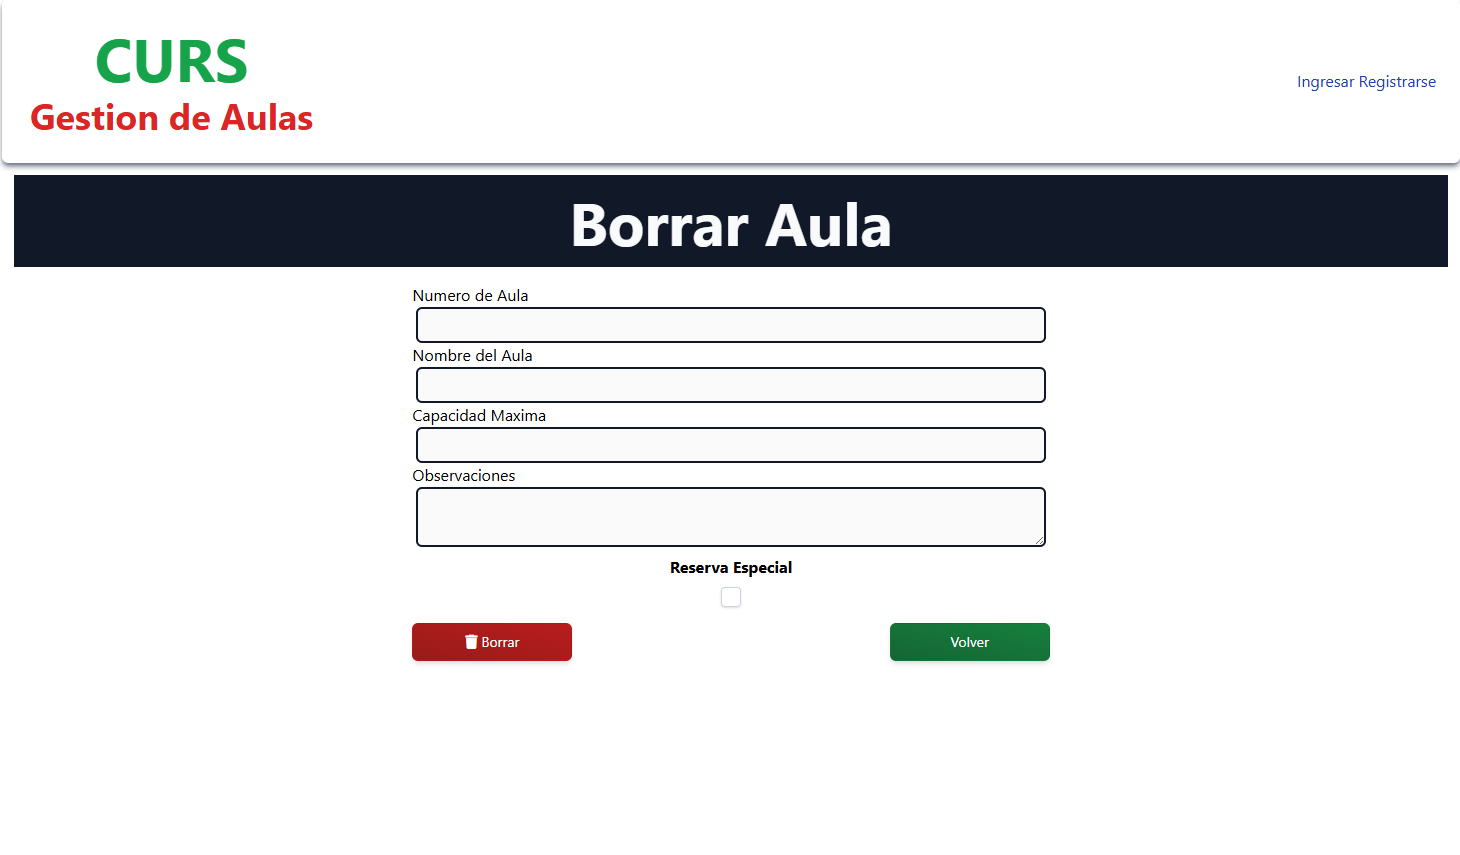 CURS
Gestion de Aulas
Ingresar Registrarse
Borrar Aula
Numero de Aula
Nombre del Aula
Capacidad Maxima
Observaciones
Reserva Especial
Borrar
Volver